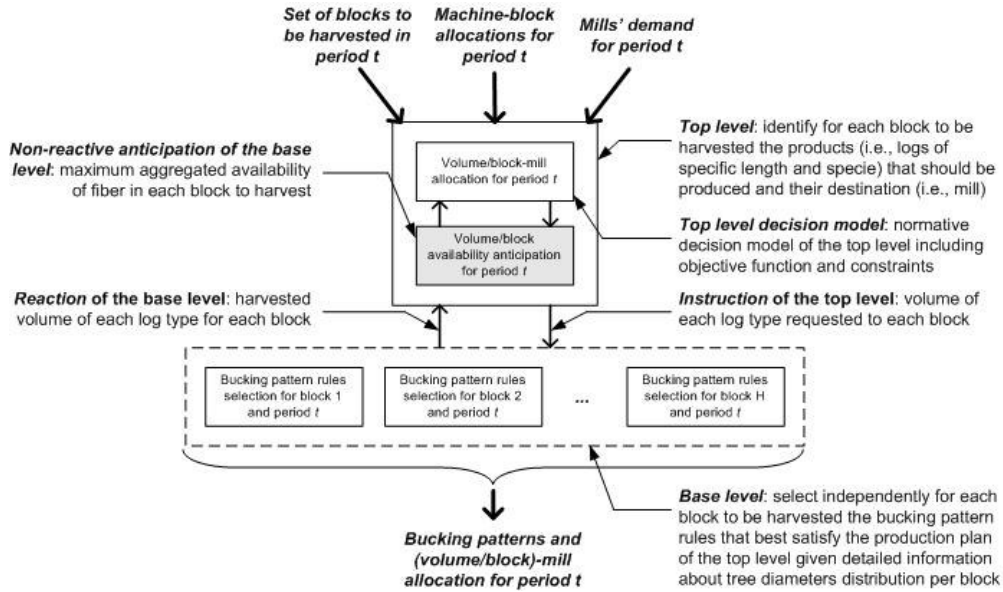 Set of blocks to
be harvested in
period t
Machine-block
allocations for
period t
Mills' demand
for period t
Non-reactive anticipation of the base
level: maximum aggregated availability
of fiber in each block to harvest
Volume/block-mill
allocation for period t
Volume/block
availability anticipation
for period t
Top level: identify for each block to be
harvested the products (i.e., logs of
specific length and specie) that should be
produced and their destination (i.e., mill)
Top level decision model: normative
decision model of the top level including
objective function and constraints
Reaction of the base level: harvested
volume of each log type for each block
Instruction of the top level: volume of
each log type requested to each block
Bucking pattern rules
selection for block 1
and period t
Bucking pattern rules
selection for block 2
and period t
...
Bucking pattern rules
selection for block H
and period t
Base level: select independently for each
block to be harvested the bucking pattern
rules that best satisfy the production plan
of the top level given detailed information
about tree diameters distribution per block
Bucking patterns and
(volume/block)-mill
allocation for period t